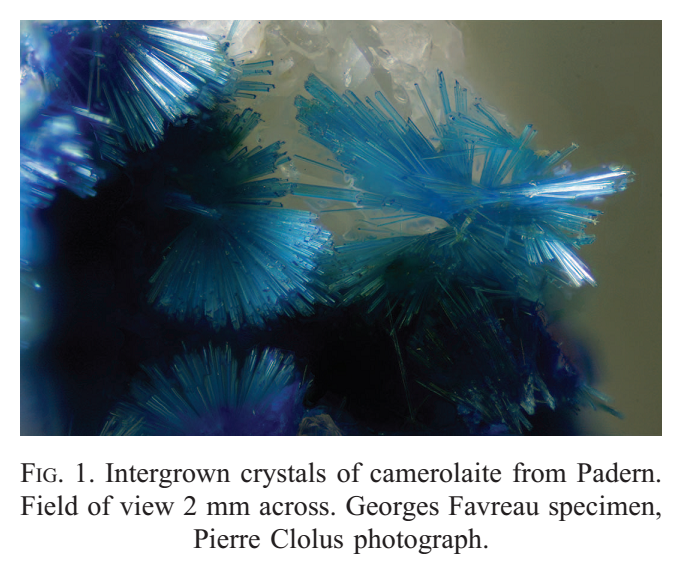 FIG. 1. Intergrown crystals of camerolaite from Padern.
Field of view 2 mm across. Georges Favreau specimen,
Pierre Clolus photograph.